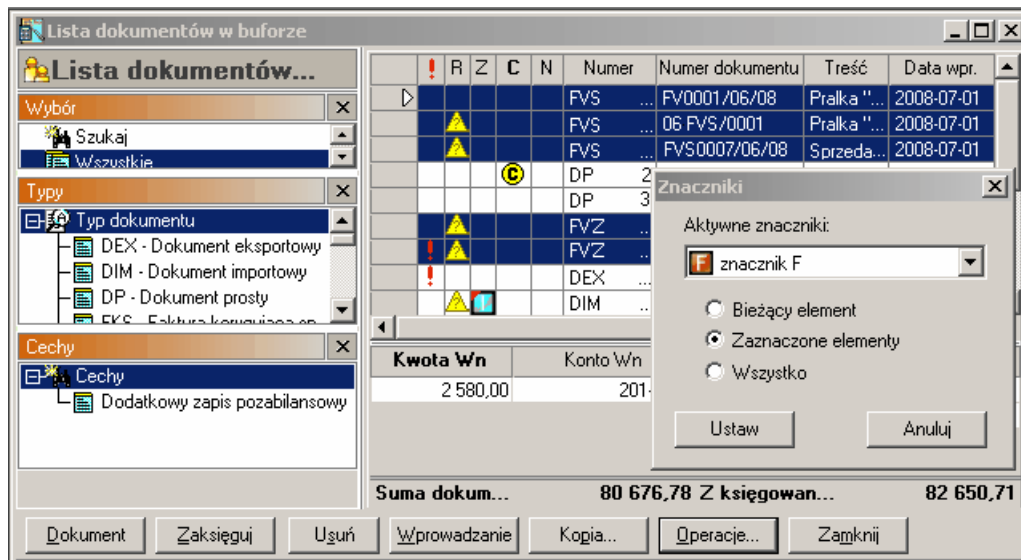 Lista dokumentów w buforze
Lista dokumentów...
Wybór
Szukaj
Wszystkie
Typy
Typ dokumentu
DEX - Dokument eksportowy
DIM - Dokument importowy
DP - Dokument prosty
Cechy
Cechy
Dodatkowy zapis pozabilansowy
! R Z C N Numer Numer dokumentu Treść Data wpr.
FVS ... FV0001/06/08 Pralka "... 2008-07-01
FVS ... 06 FVS/0001 Pralka "... 2008-07-01
FVS ... FVS0007/06/08 Sprzeda... 2008-07-01
C DP 2
DP 3
FVZ ..
! FVZ ..
! DEX ...
DIM ..
Kwota Wn Konto Wn
2 580,00 201-
Suma dokum... 80 676,78 Z księgowan... 82 650,71
Znaczniki
Aktywne znaczniki:
F znacznik F
Bieżący element
Zaznaczone elementy
Wszystko
Ustaw Anuluj
Dokument Zaksięguj Usuń Wprowadzanie Kopia... Operacje... Zamknij